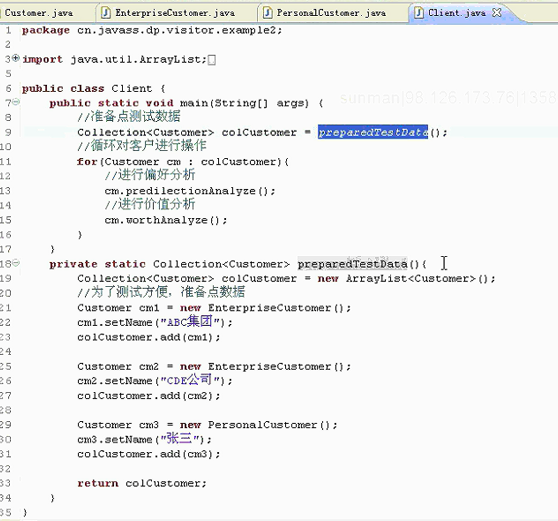 Customer.java EnterpriseCustomer.java PersonalCustomer.java Client.java
1 package cn.javass.dp.visitor.example2;
2
3 import java.util.ArrayList;
5
6 public class Client {
7 public static void main(String[] args) {
8 //准备点测试数据
9 Collection<Customer> colCustomer = preparedTestData();
10 //循环对客户进行操作
11 for(Customer cm : colCustomer){
12 //进行偏好分析
13 cm.predilectionAnalyze();
14 //进行价值分析
15 cm.worthAnalyze();
16 }
17 }
18 private static Collection<Customer> preparedTestData(){
19 Collection<Customer> colCustomer = new ArrayList<Customer>();
20 //为了测试方便，准备点数据
21 Customer cm1 = new EnterpriseCustomer();
22 cm1.setName("ABC集团");
23 colCustomer.add(cm1);
24
25 Customer cm2 = new EnterpriseCustomer();
26 cm2.setName("CDE公司");
27 colCustomer.add(cm2);
28
29 Customer cm3 = new PersonalCustomer();
30 cm3.setName("张三");
31 colCustomer.add(cm3);
32
33 return colCustomer;
34 }
35 }